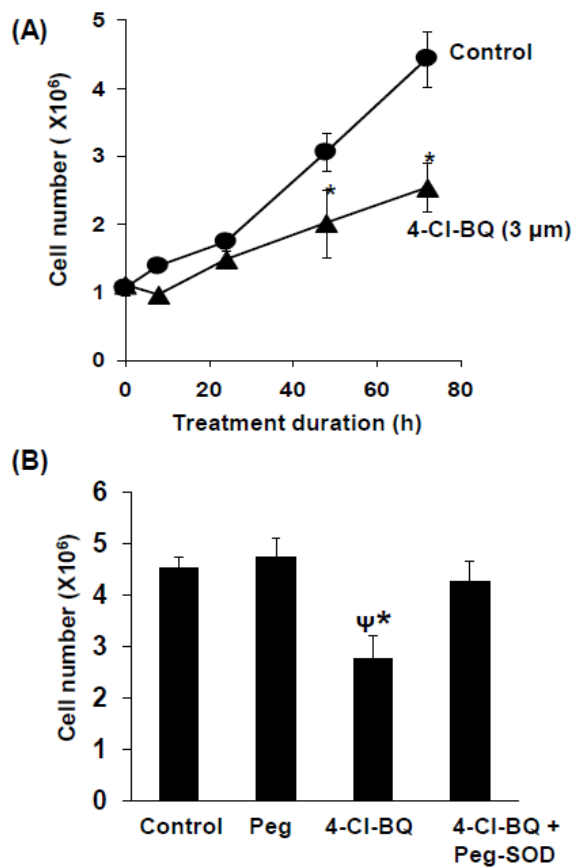 (A)
Cell number ( X10⁶)
5
4
3
2
1
0
Control
*
*
4-Cl-BQ (3 μm)
0 20 40 60 80
Treatment duration (h)
(B)
Cell number (X10⁶)
6
5
4
3
2
1
0
Ψ*
Control Peg 4-Cl-BQ 4-Cl-BQ +
Peg-SOD